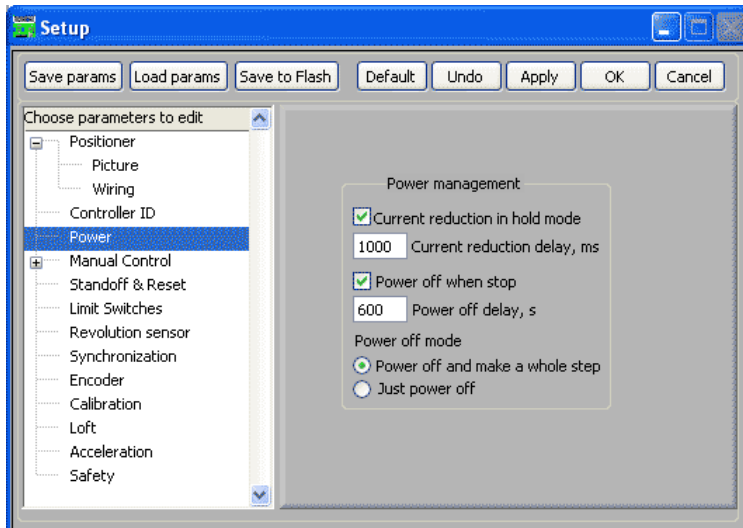 Setup
Save params Load params Save to Flash Default Undo Apply OK Cancel
Choose parameters to edit
Positioner
Picture
Wiring
Controller ID
Power
Manual Control
Standoff & Reset
Limit Switches
Revolution sensor
Synchronization
Encoder
Calibration
Loft
Acceleration
Safety
Power management
Current reduction in hold mode
1000 Current reduction delay, ms
Power off when stop
600 Power off delay, s
Power off mode
Power off and make a whole step
Just power off